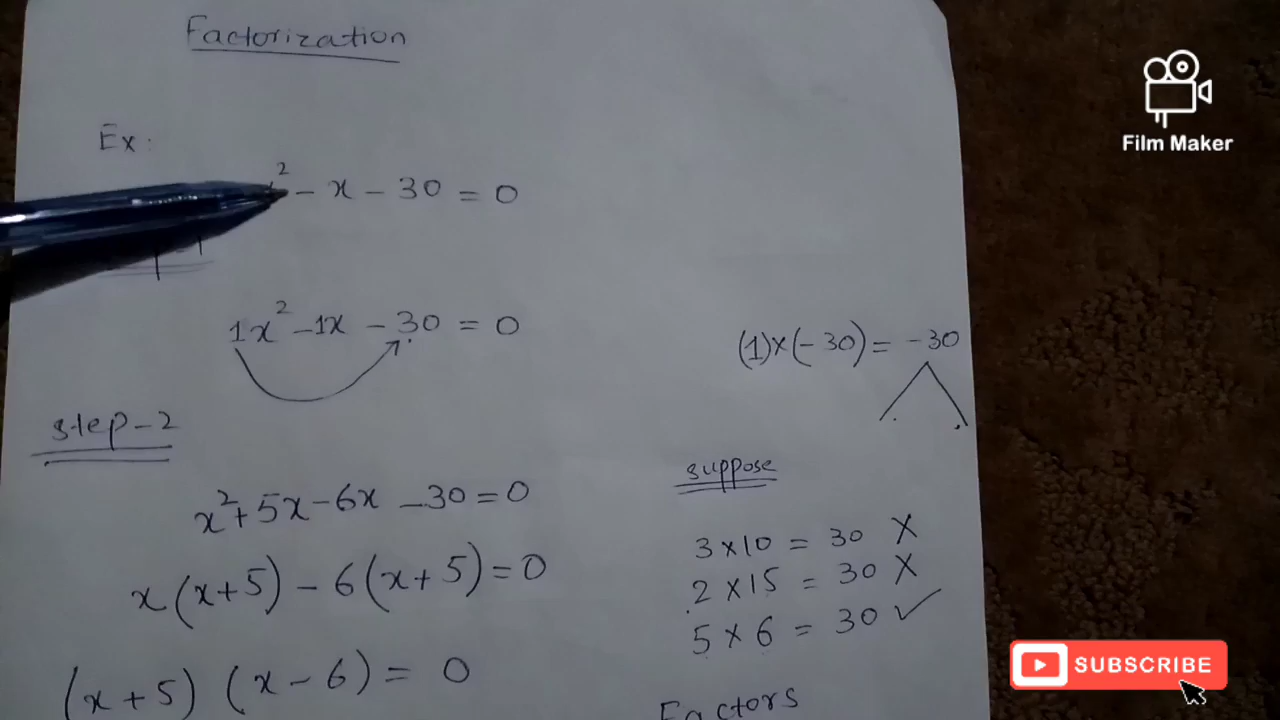 Factorization
Ex:
² - x - 30 = 0
1x² - 1x - 30 = 0
step-2
x² + 5x - 6x - 30 = 0
x(x+5) - 6(x+5) = 0
(x+5) (x-6) = 0
(1)×(-30) = -30
suppose
3×10 = 30 X
2×15 = 30 X
5×6 = 30 ✓
Factors
Film Maker
SUBSCRIBE